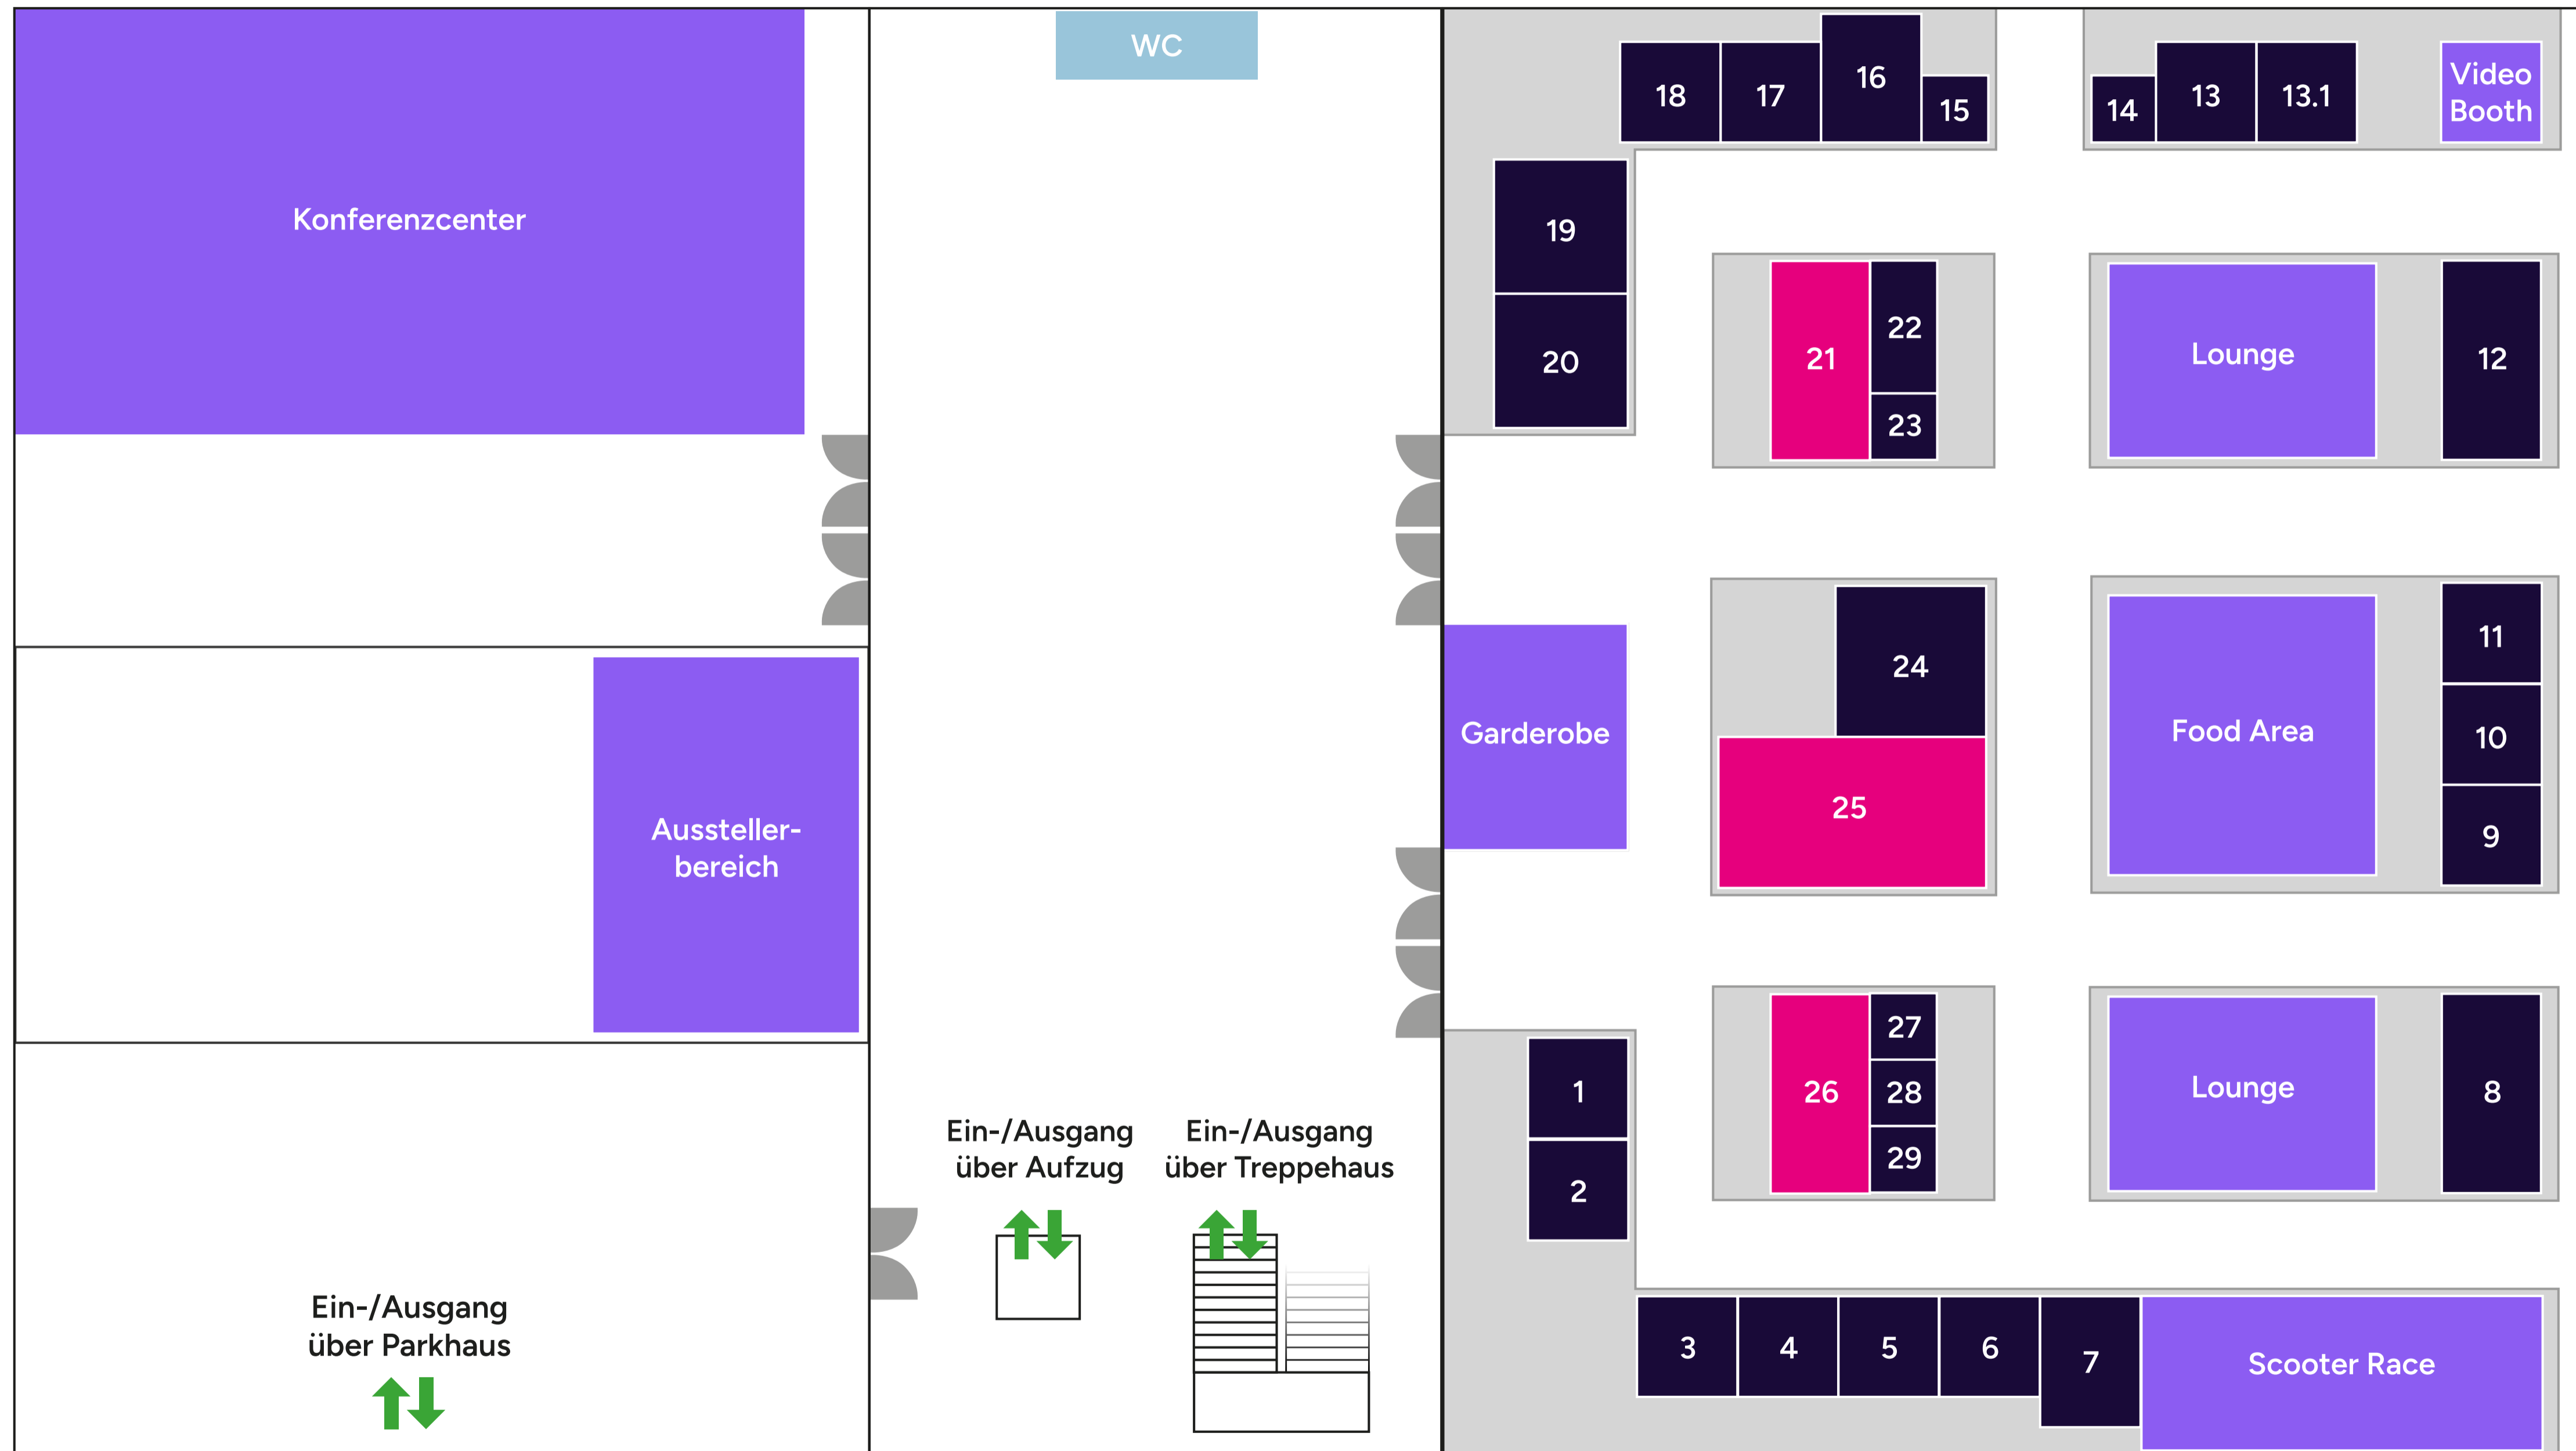 WC
Konferenzcenter
Aussteller-
bereich
Ein-/Ausgang
über Parkhaus
Ein-/Ausgang
über Aufzug
Ein-/Ausgang
über Treppehaus
18
17
16
15
14
13
13.1
Video
Booth
19
20
21
22
23
Lounge
12
Garderobe
24
25
Food Area
11
10
9
1
2
26
27
28
29
Lounge
8
3
4
5
6
7
Scooter Race